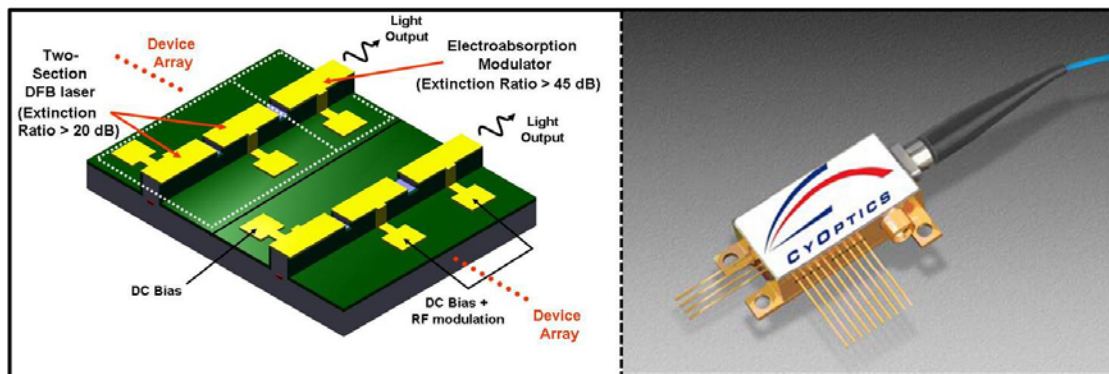 Two-
Section
DFB laser
(Extinction
Ratio > 20 dB)
Device
Array
Light
Output
Electroabsorption
Modulator
(Extinction Ratio > 45 dB)
Light
Output
DC Bias
DC Bias +
RF modulation
Device
Array
CYOPTICS